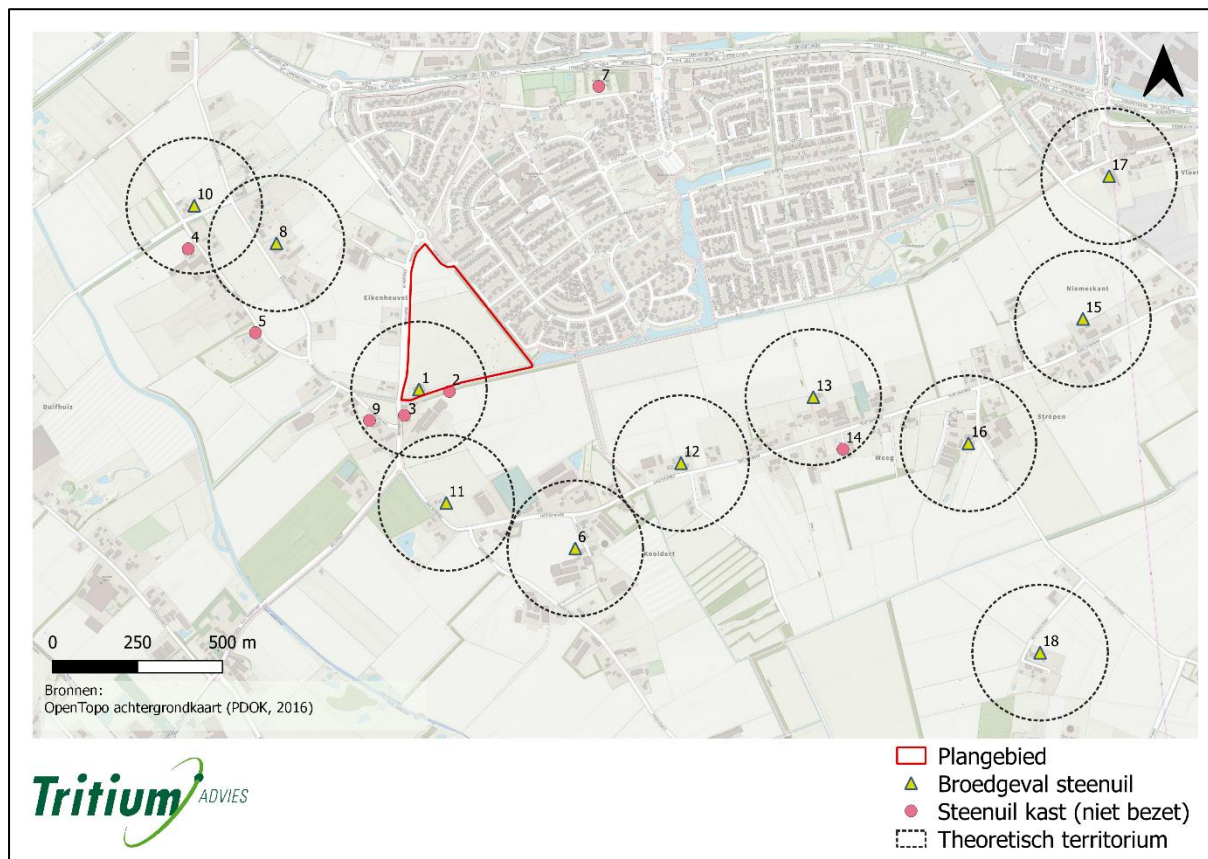 7
17
Vlaet
10
8
4
Eikenheuvel
Niemeskant
15
5
Duifhuis
1
2
13
3
9
14
Weeg
Strepen
16
12
11
6
Kooldert
18
0 250 500 m
Bronnen:
OpenTopo achtergrondkaart (PDOK, 2016)
Tritium ADVIES
Plangebied
Broedgeval steenuil
Steenuil kast (niet bezet)
Theoretisch territorium